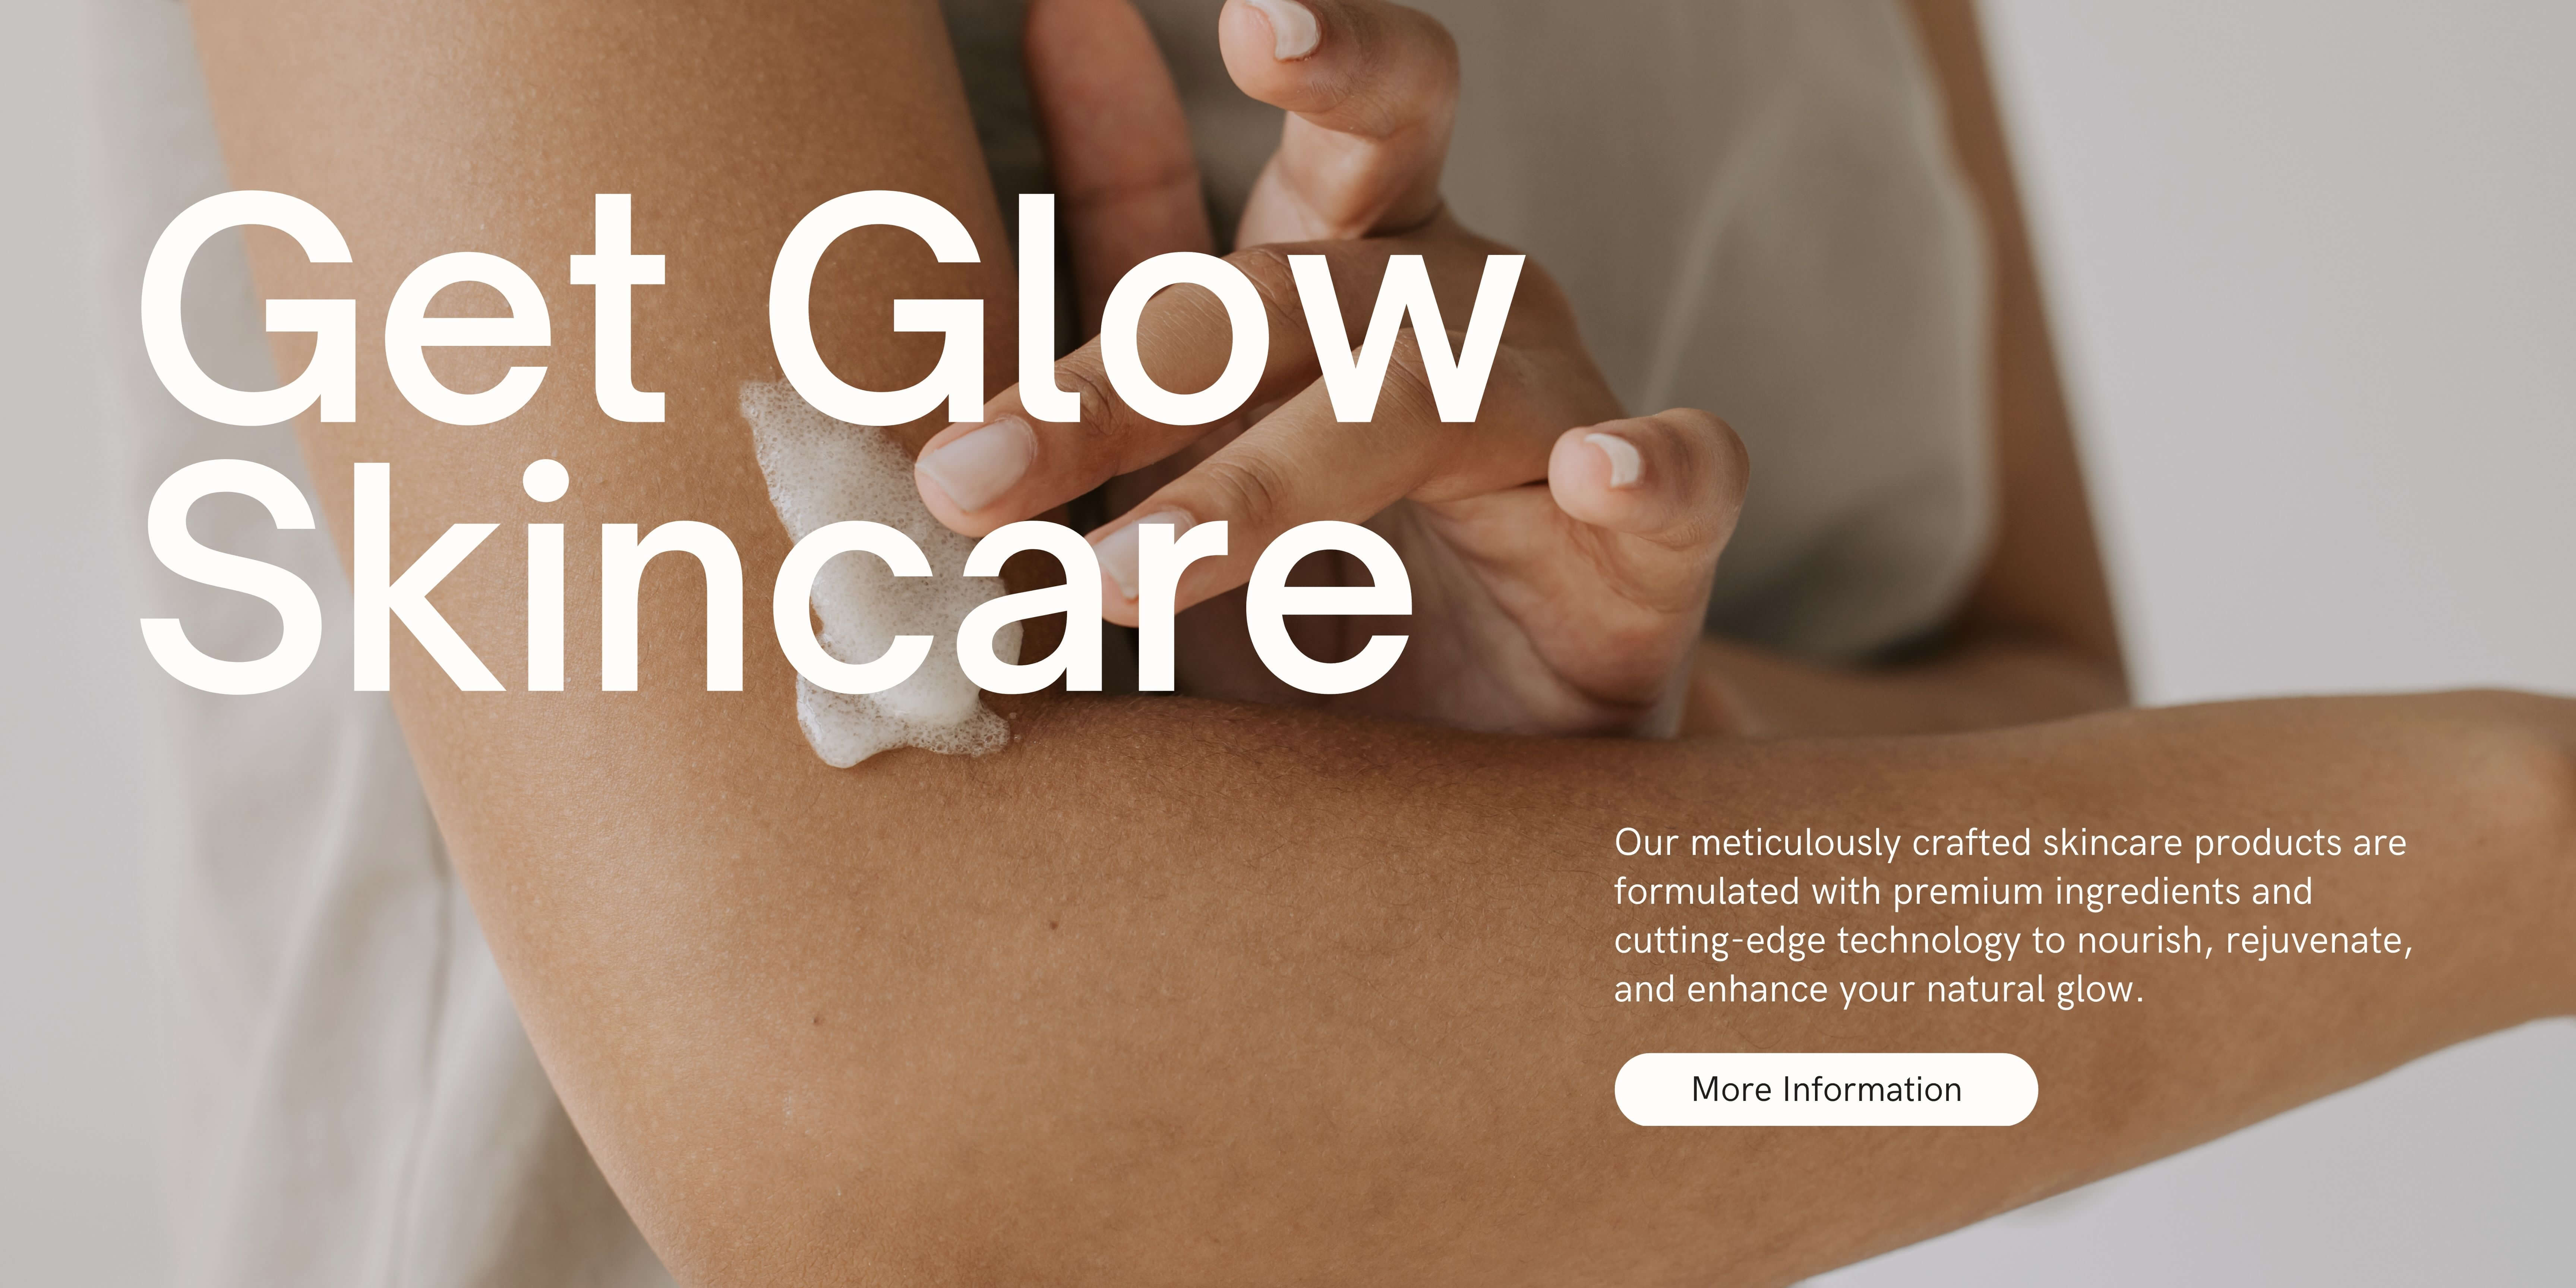 Get Glow
Skincare
Our meticulously crafted skincare products are
formulated with premium ingredients and
cutting-edge technology to nourish, rejuvenate,
and enhance your natural glow.
More Information